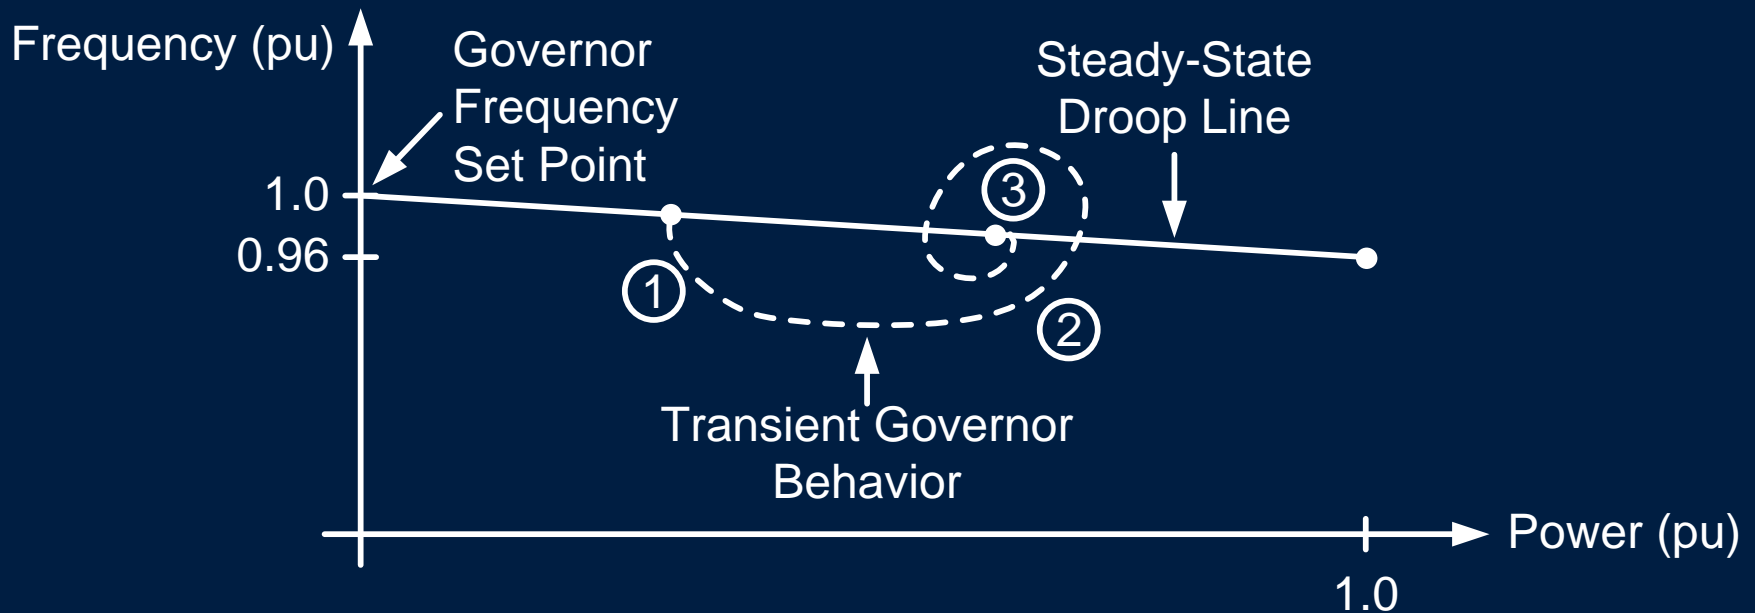 Frequency (pu)
Governor
Frequency
Set Point
Steady-State
Droop Line
1.0
0.96
1
3
2
Transient Governor
Behavior
Power (pu)
1.0